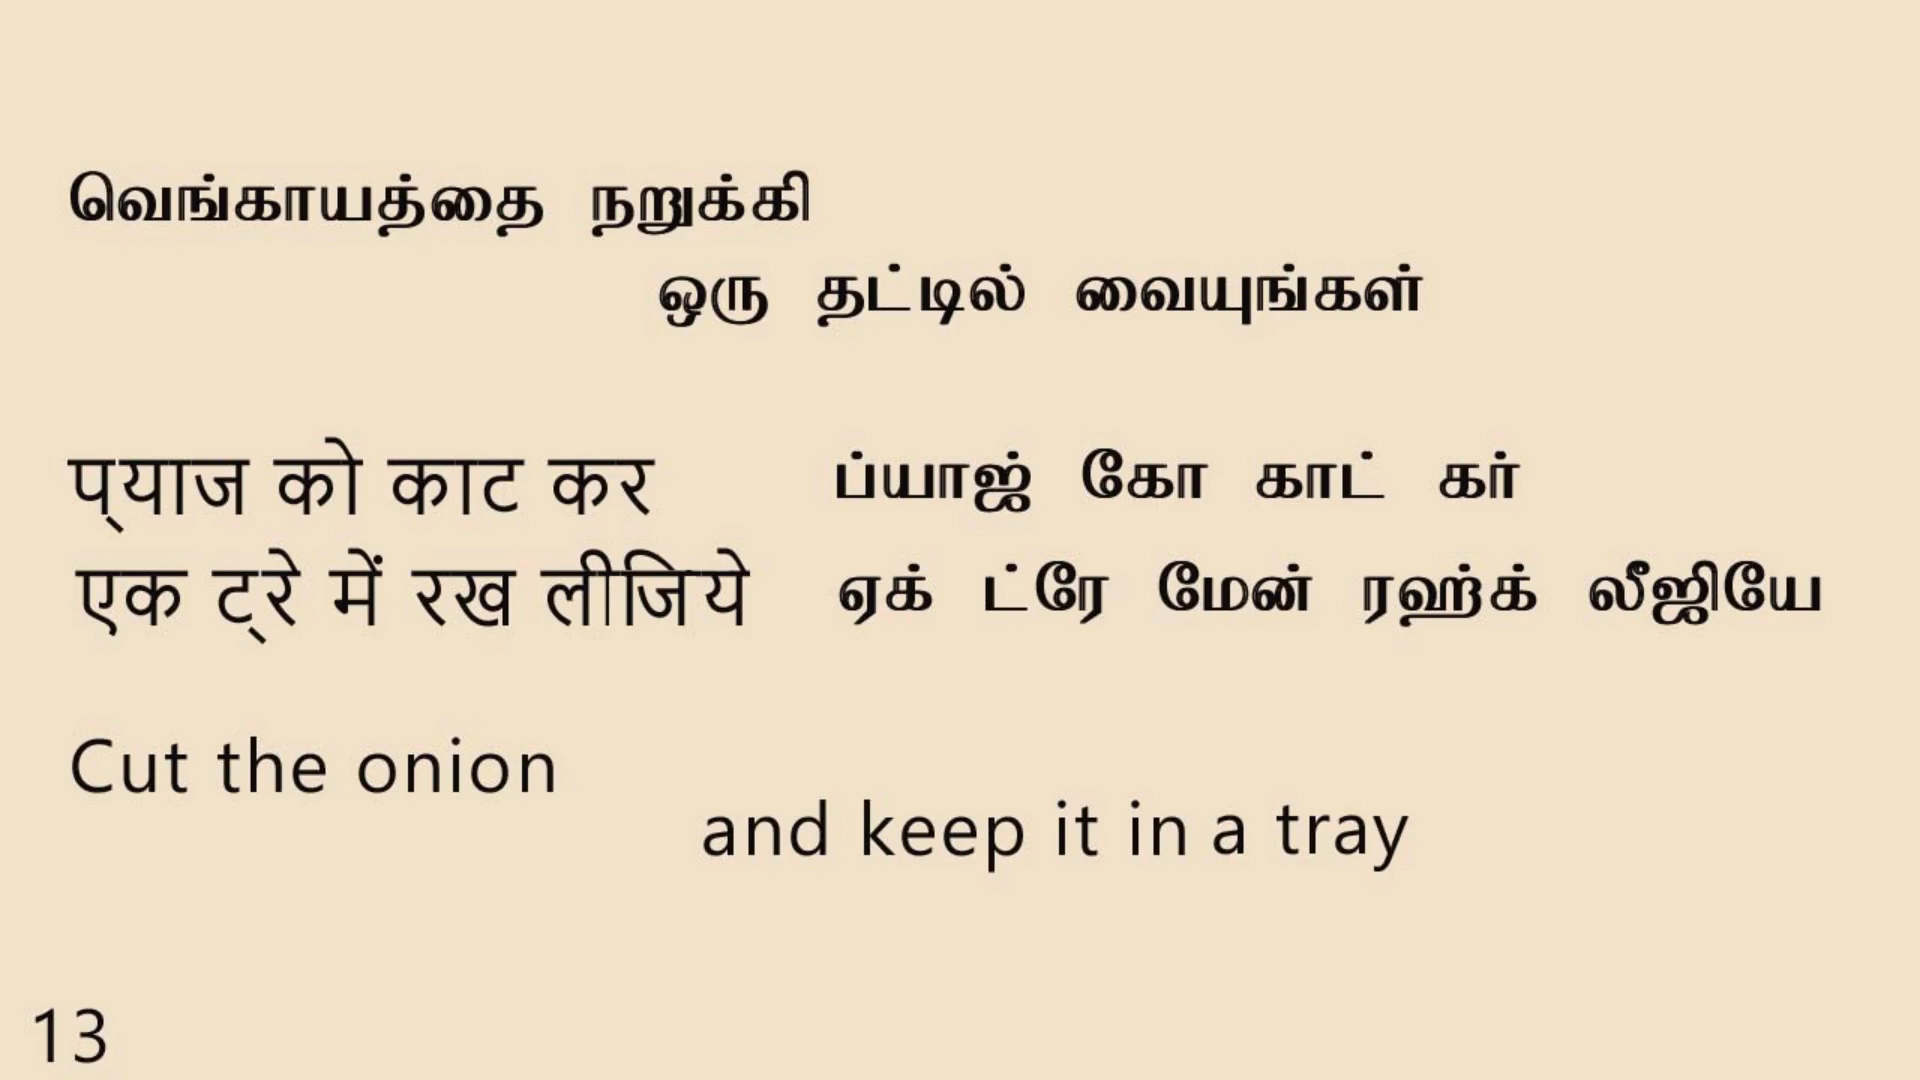 வெங்காயத்தை நறுக்கி
ஒரு தட்டில் வையுங்கள்
प्‌याज को काट कर ப்யாஜ் கோ காட் கர்
एक ट्‌रे में रख लीजिये ஏக் ட்ரே மேன் ரஹ்க் லீஜியே
Cut the onion
and keep it in a tray
13